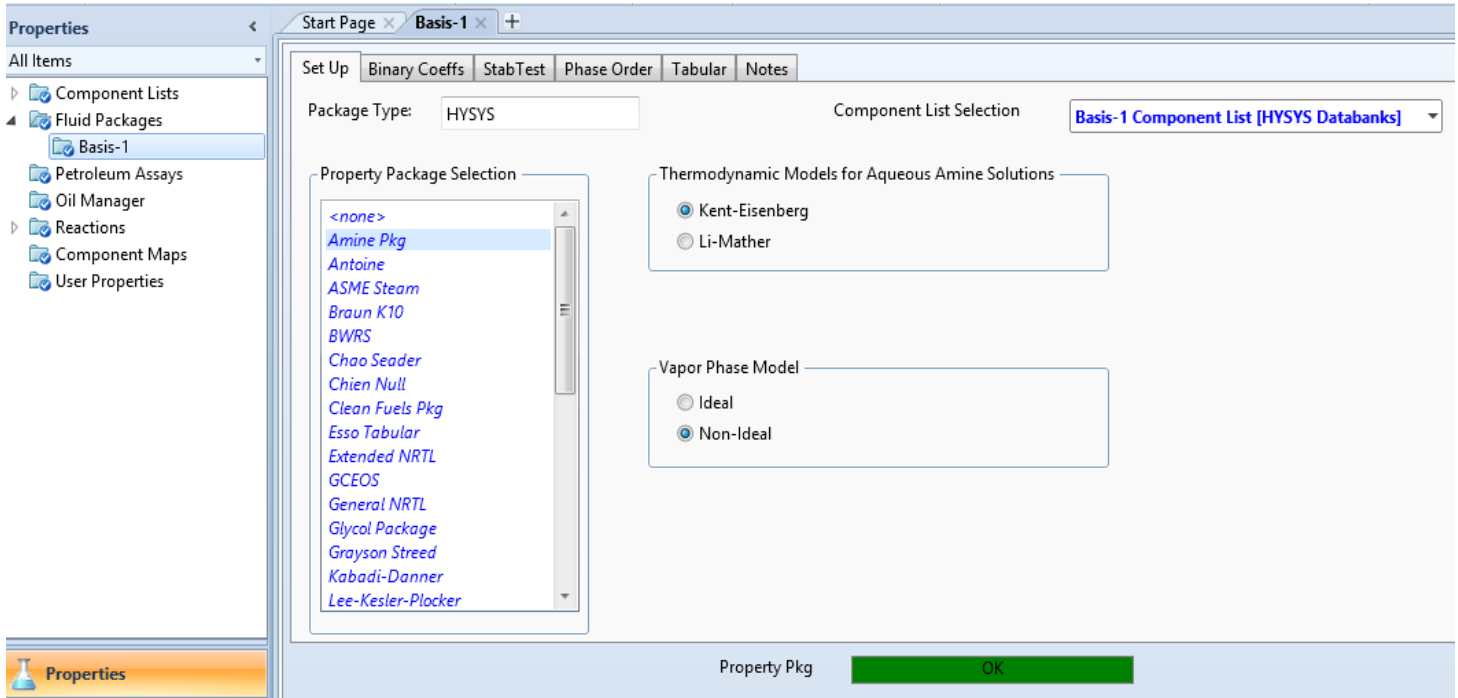 Properties
All Items
Component Lists
Fluid Packages
Basis-1
Petroleum Assays
Oil Manager
Reactions
Component Maps
User Properties
Properties
Start Page
Basis-1
Set Up
Binary Coeffs
StabTest
Phase Order
Tabular
Notes
Package Type:
HYSYS
Component List Selection
Basis-1 Component List [HYSYS Databanks]
Property Package Selection
<none>
Amine Pkg
Antoine
ASME Steam
Braun K10
BWRS
Chao Seader
Chien Null
Clean Fuels Pkg
Esso Tabular
Extended NRTL
GCEOS
General NRTL
Glycol Package
Grayson Streed
Kabadi-Danner
Lee-Kesler-Plocker
Thermodynamic Models for Aqueous Amine Solutions
Kent-Eisenberg
Li-Mather
Vapor Phase Model
Ideal
Non-Ideal
Property Pkg
OK